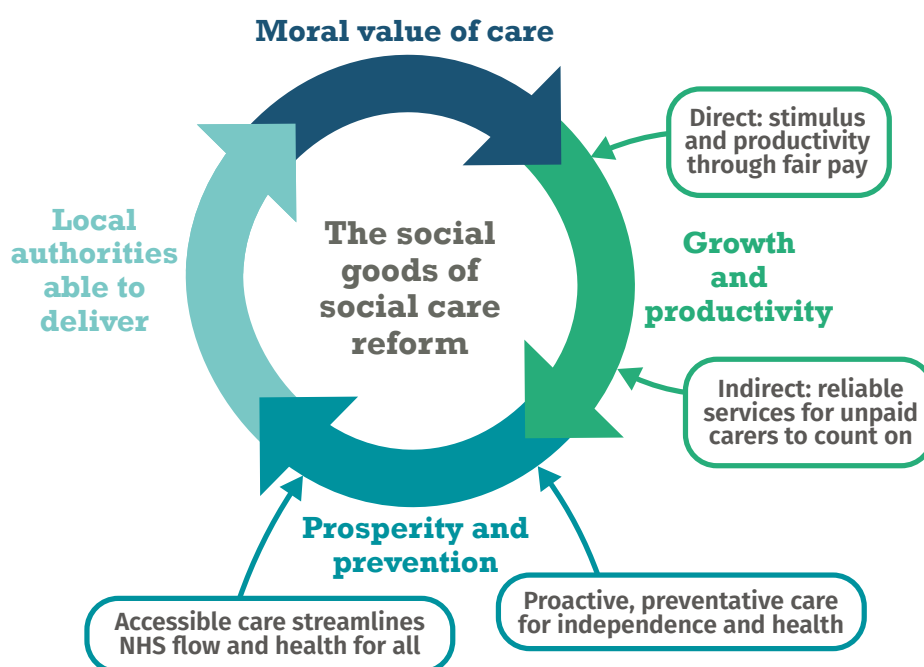 Moral value of care
Direct: stimulus
and productivity
through fair pay
Growth
and
productivity
Indirect: reliable
services for unpaid
carers to count on
Prosperity and
prevention
Proactive, preventative care
for independence and health
Accessible care streamlines
NHS flow and health for all
Local
authorities
able to
deliver
The social
goods of
social care
reform